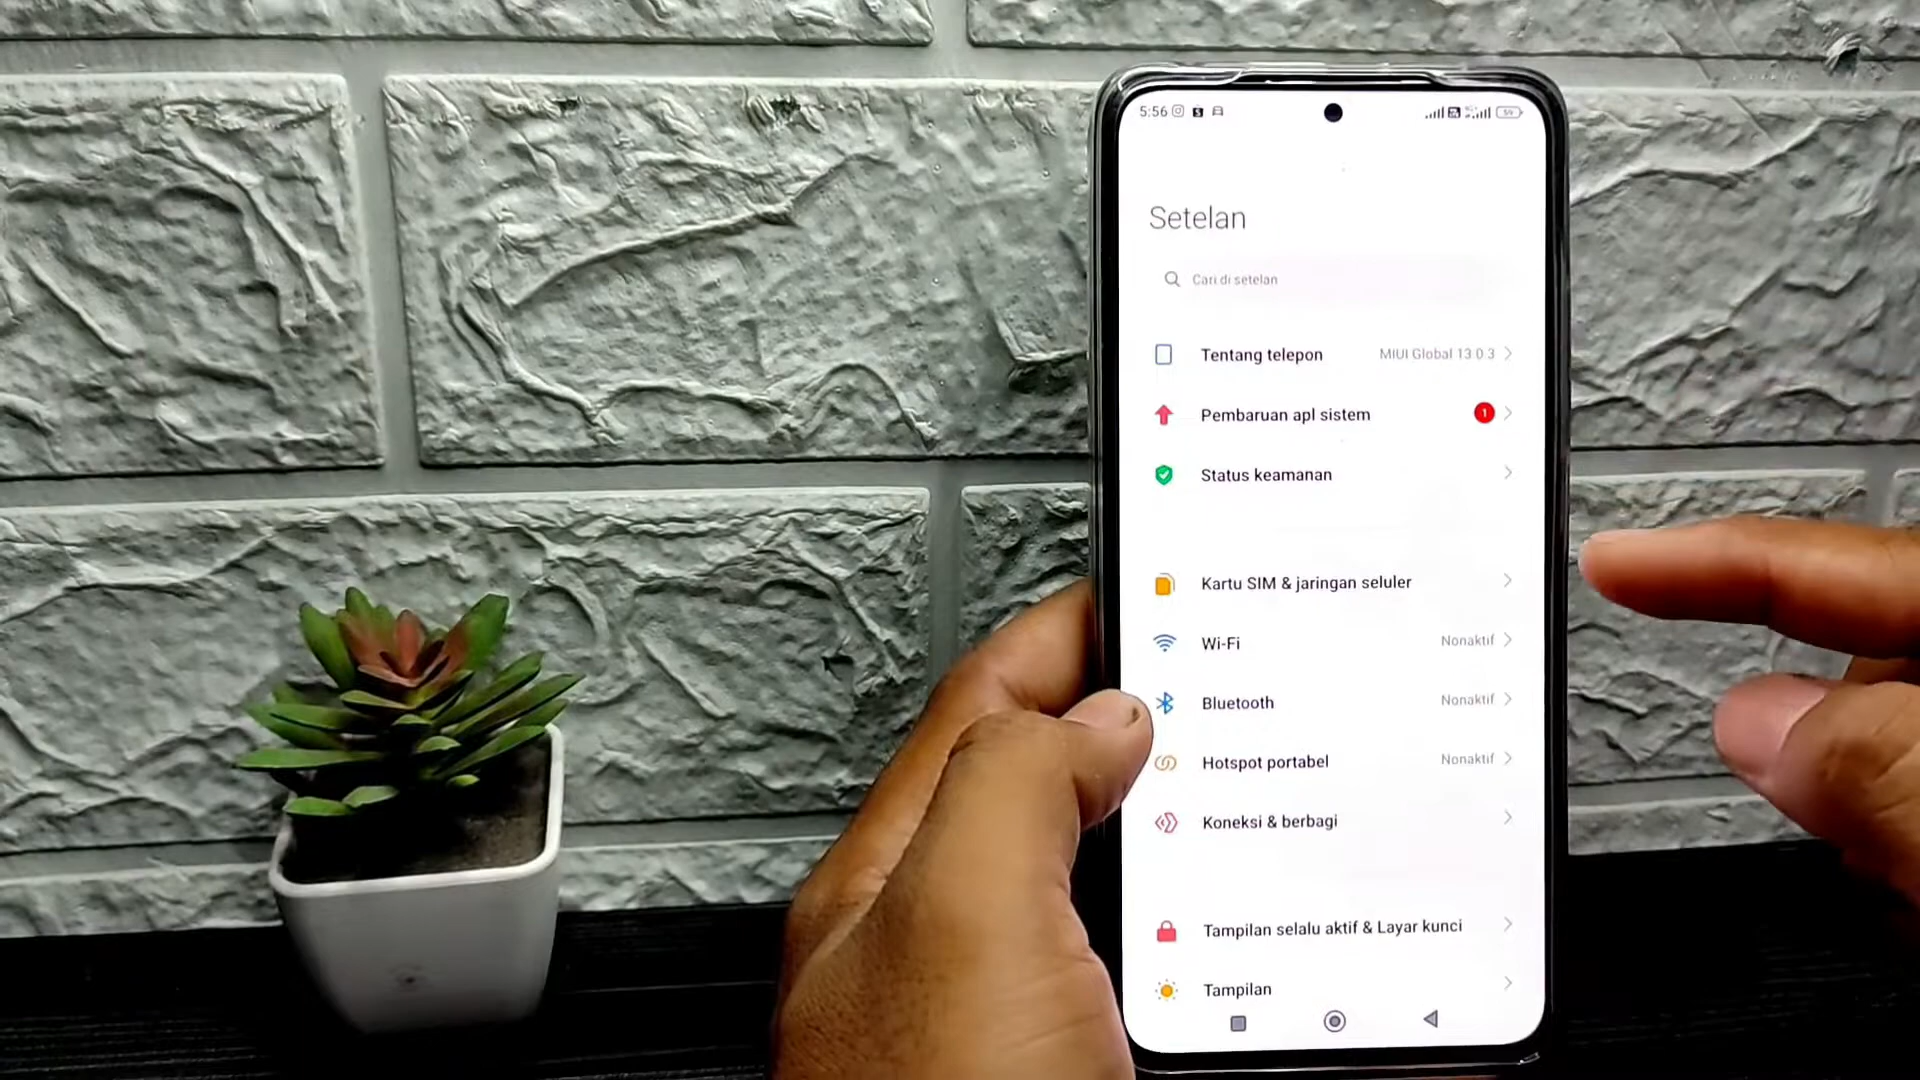 5:56
Setelan
Cari di setelan
Tentang telepon MIUI Global 13.0.3
Pembaruan apl sistem 1
Status keamanan
Kartu SIM & jaringan seluler
Wi-Fi Nonaktif
Bluetooth Nonaktif
Hotspot portabel Nonaktif
Koneksi & berbagi
Tampilan selalu aktif & Layar kunci
Tampilan